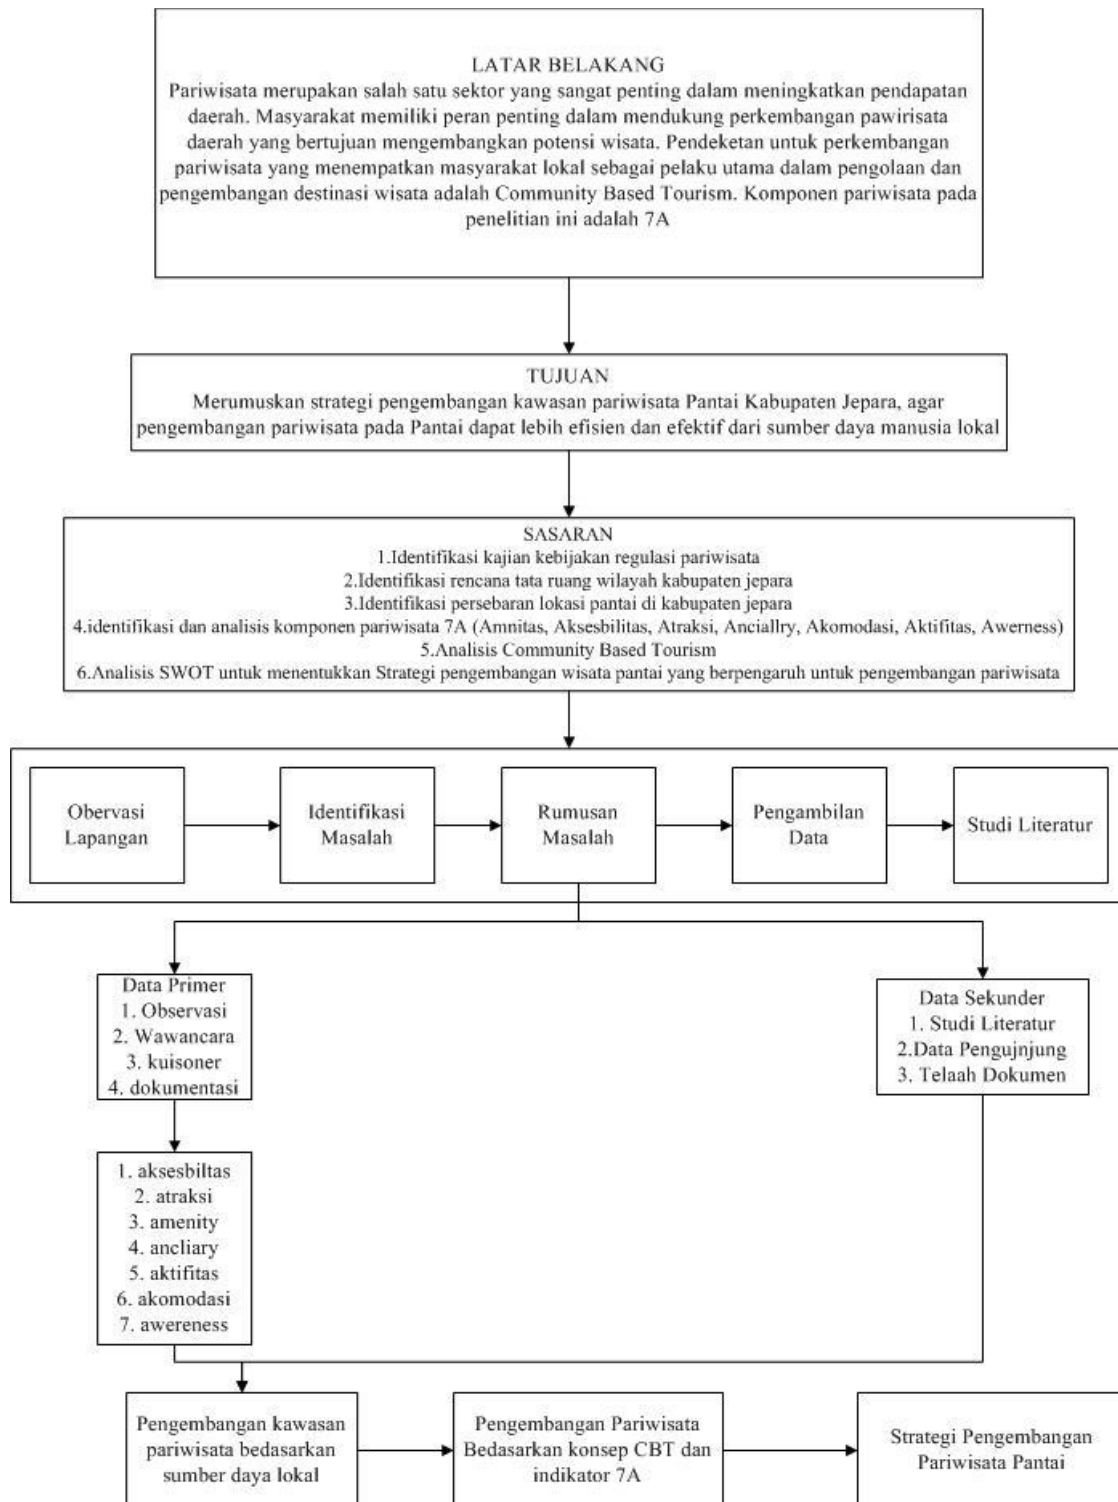 LATAR BELAKANG
Pariwisata merupakan salah satu sektor yang sangat penting dalam meningkatkan pendapatan
daerah. Masyarakat memiliki peran penting dalam mendukung perkembangan pawirisata
daerah yang bertujuan mengembangkan potensi wisata. Pendeketan untuk perkembangan
pariwisata yang menempatkan masyarakat lokal sebagai pelaku utama dalam pengolaan dan
pengembangan destinasi wisata adalah Community Based Tourism. Komponen pariwisata pada
penelitian ini adalah 7A
TUJUAN
Merumuskan strategi pengembangan kawasan pariwisata Pantai Kabupaten Jepara, agar
pengembangan pariwisata pada Pantai dapat lebih efisien dan efektif dari sumber daya manusia lokal
SASARAN
1.Identifikasi kajian kebijakan regulasi pariwisata
2.Identifikasi rencana tata ruang wilayah kabupaten jepara
3.Identifikasi persebaran lokasi pantai di kabupaten jepara
4.identifikasi dan analisis komponen pariwisata 7A (Amnitas, Aksesbilitas, Atraksi, Anciallry, Akomodasi, Aktifitas, Awerness)
5.Analisis Community Based Tourism
6.Analisis SWOT untuk menentukkan Strategi pengembangan wisata pantai yang berpengaruh untuk pengembangan pariwisata
Obervasi
Lapangan
Identifikasi
Masalah
Rumusan
Masalah
Pengambilan
Data
Studi Literatur
Data Primer
1. Observasi
2. Wawancara
3. kuisoner
4. dokumentasi
Data Sekunder
1. Studi Literatur
2.Data Pengujnjung
3. Telaah Dokumen
1. aksesbiltas
2. atraksi
3. amenity
4. ancliary
5. aktifitas
6. akomodasi
7. awereness
Pengembangan kawasan
pariwisata bedasarkan
sumber daya lokal
Pengembangan Pariwisata
Bedasarkan konsep CBT dan
indikator 7A
Strategi Pengembangan
Pariwisata Pantai